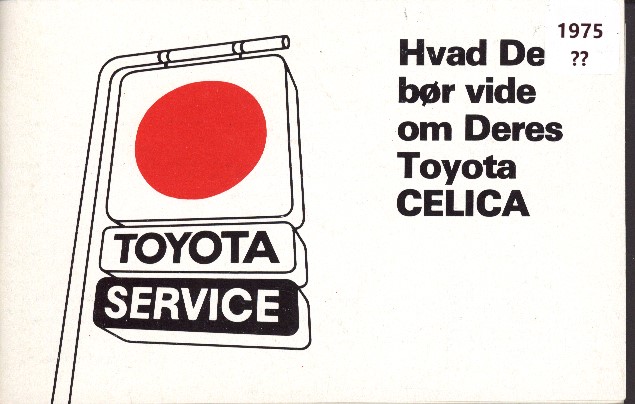 1975
??
Hvad De
bør vide
om Deres
Toyota
CELICA
TOYOTA
SERVICE